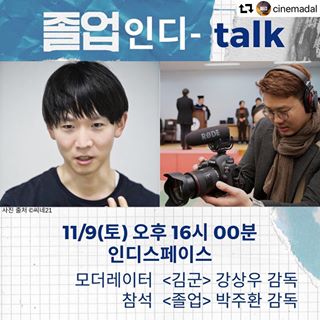 cinemadal
졸업인디-talk
RØDE
사진 출처 ©씨네21
11/9(토) 오후 16시 00분
인디스페이스
모더레이터 <김군> 강상우 감독
참석 <졸업> 박주환 감독